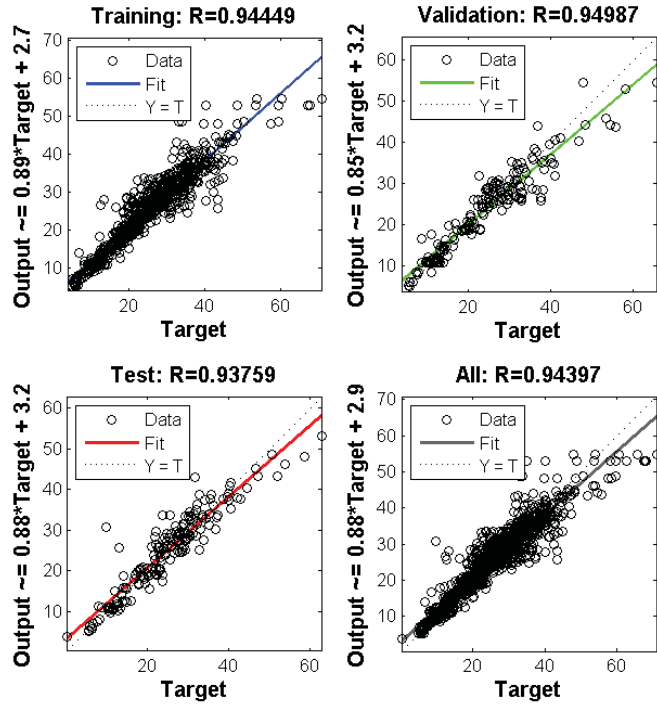 Training: R=0.94449
Output ~= 0.89*Target + 2.7
70
60
50
40
30
20
10
Data
Fit
Y = T
20
40
60
Target
Validation: R=0.94987
Output ~= 0.85*Target + 3.2
60
50
40
30
20
10
Data
Fit
Y = T
20
40
60
Target
Test: R=0.93759
Output ~= 0.88*Target + 3.2
60
50
40
30
20
10
Data
Fit
Y = T
20
40
60
Target
All: R=0.94397
Output ~= 0.88*Target + 2.9
70
60
50
40
30
20
10
Data
Fit
Y = T
20
40
60
Target